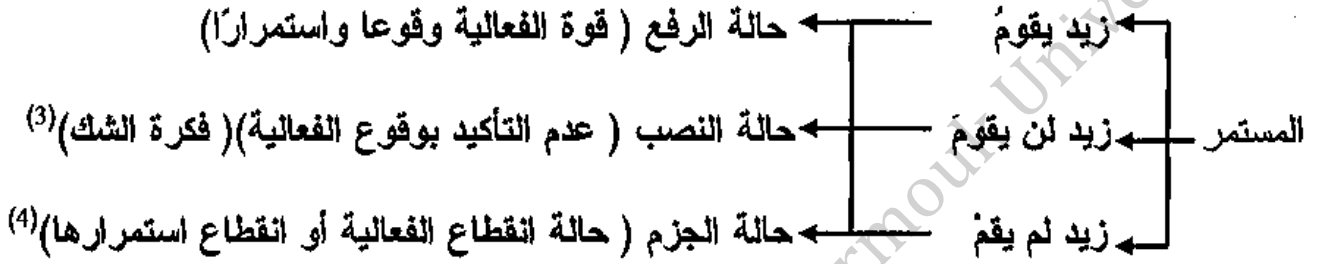 زيد يقومُ حالة الرفع ( قوة الفعالية وقوعا واستمرارًا)
المستمر زيد لن يقومَ حالة النصب ( عدم التأكيد بوقوع الفعالية)( فكرة الشك)(3)
زيد لم يقمْ حالة الجزم ( حالة انقطاع الفعالية أو انقطاع استمرارها)(4)